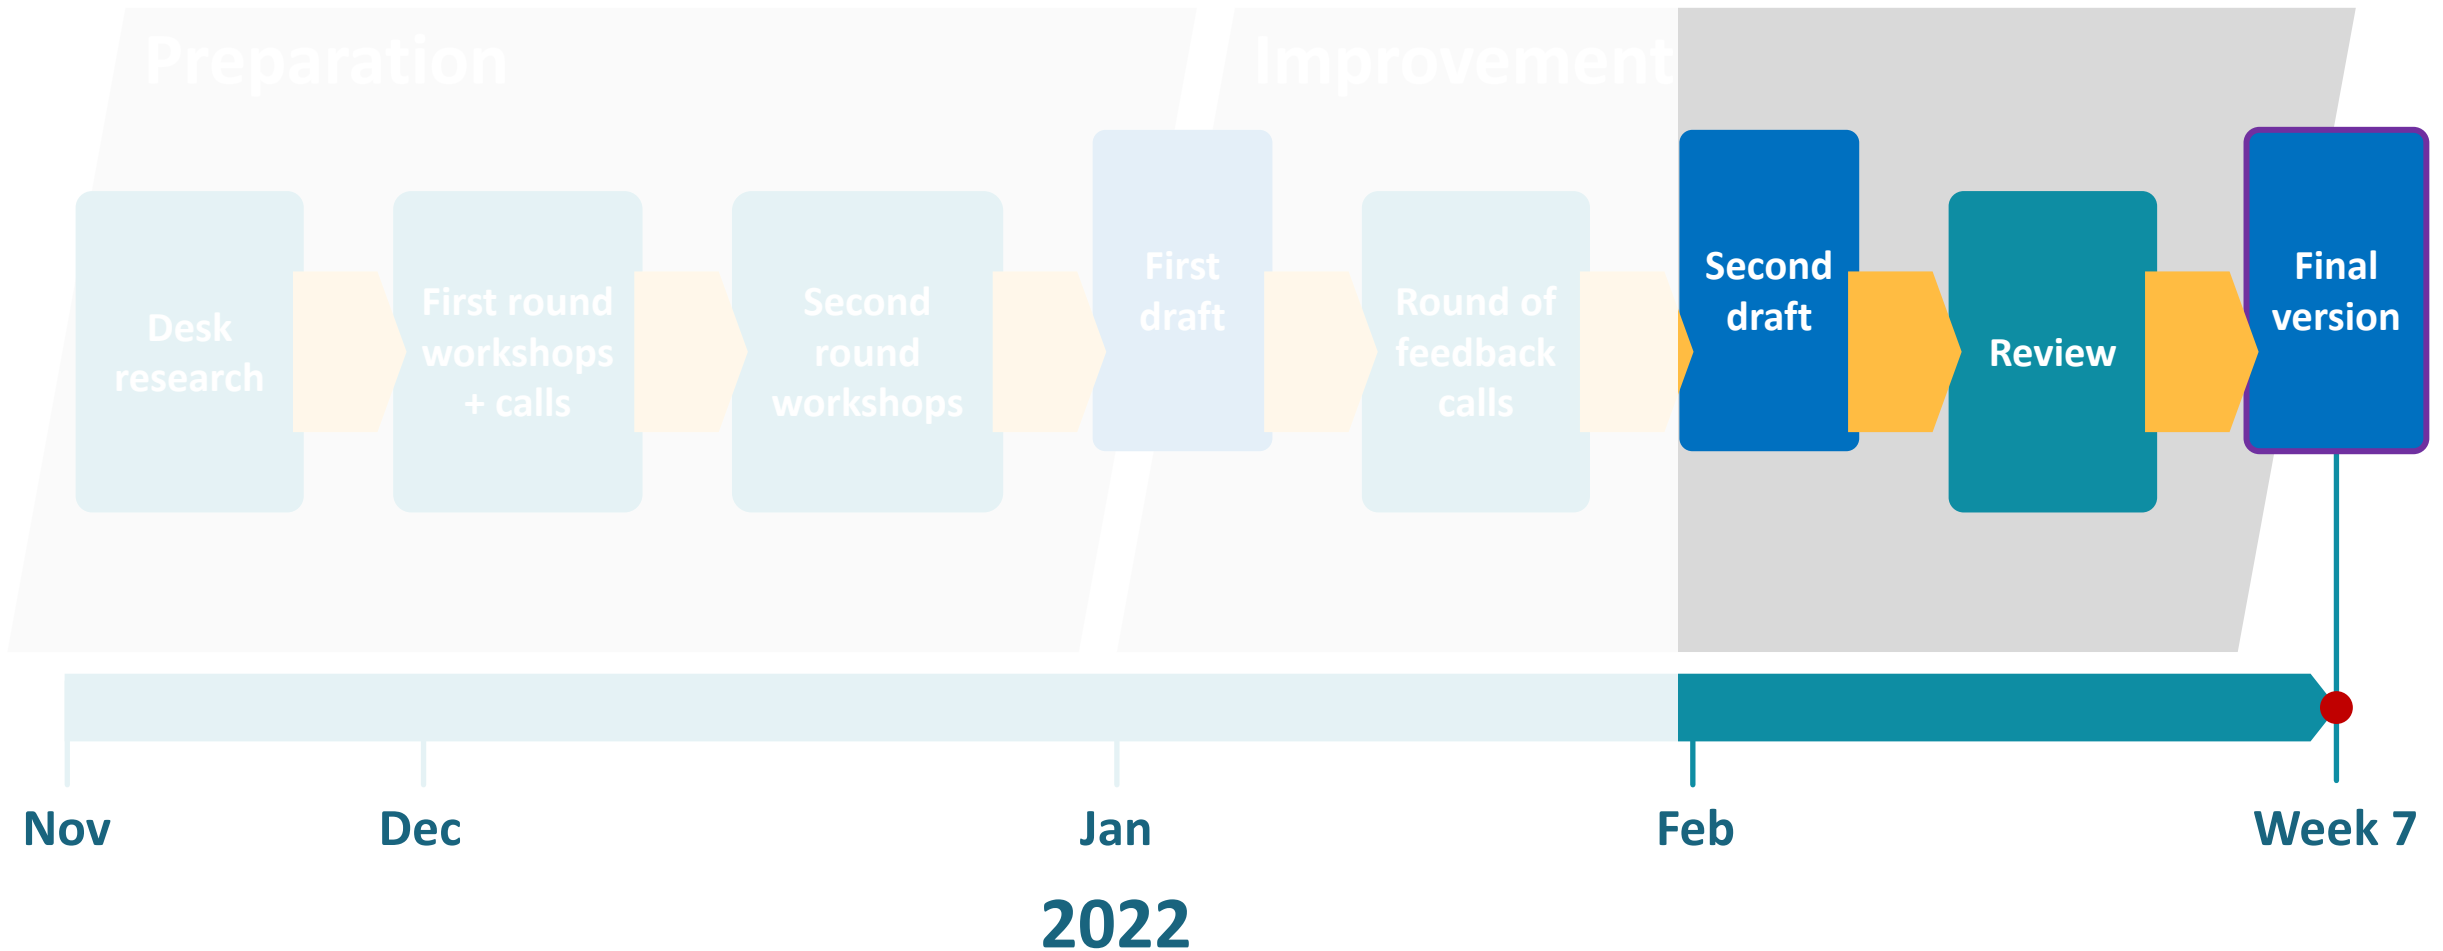 Preparation
Improvement
Desk
research
First round
workshops
+ calls
Second
round
workshops
First
draft
Round of
feedback
calls
Second
draft
Review
Final
version
Nov
Dec
Jan
Feb
Week 7
2022